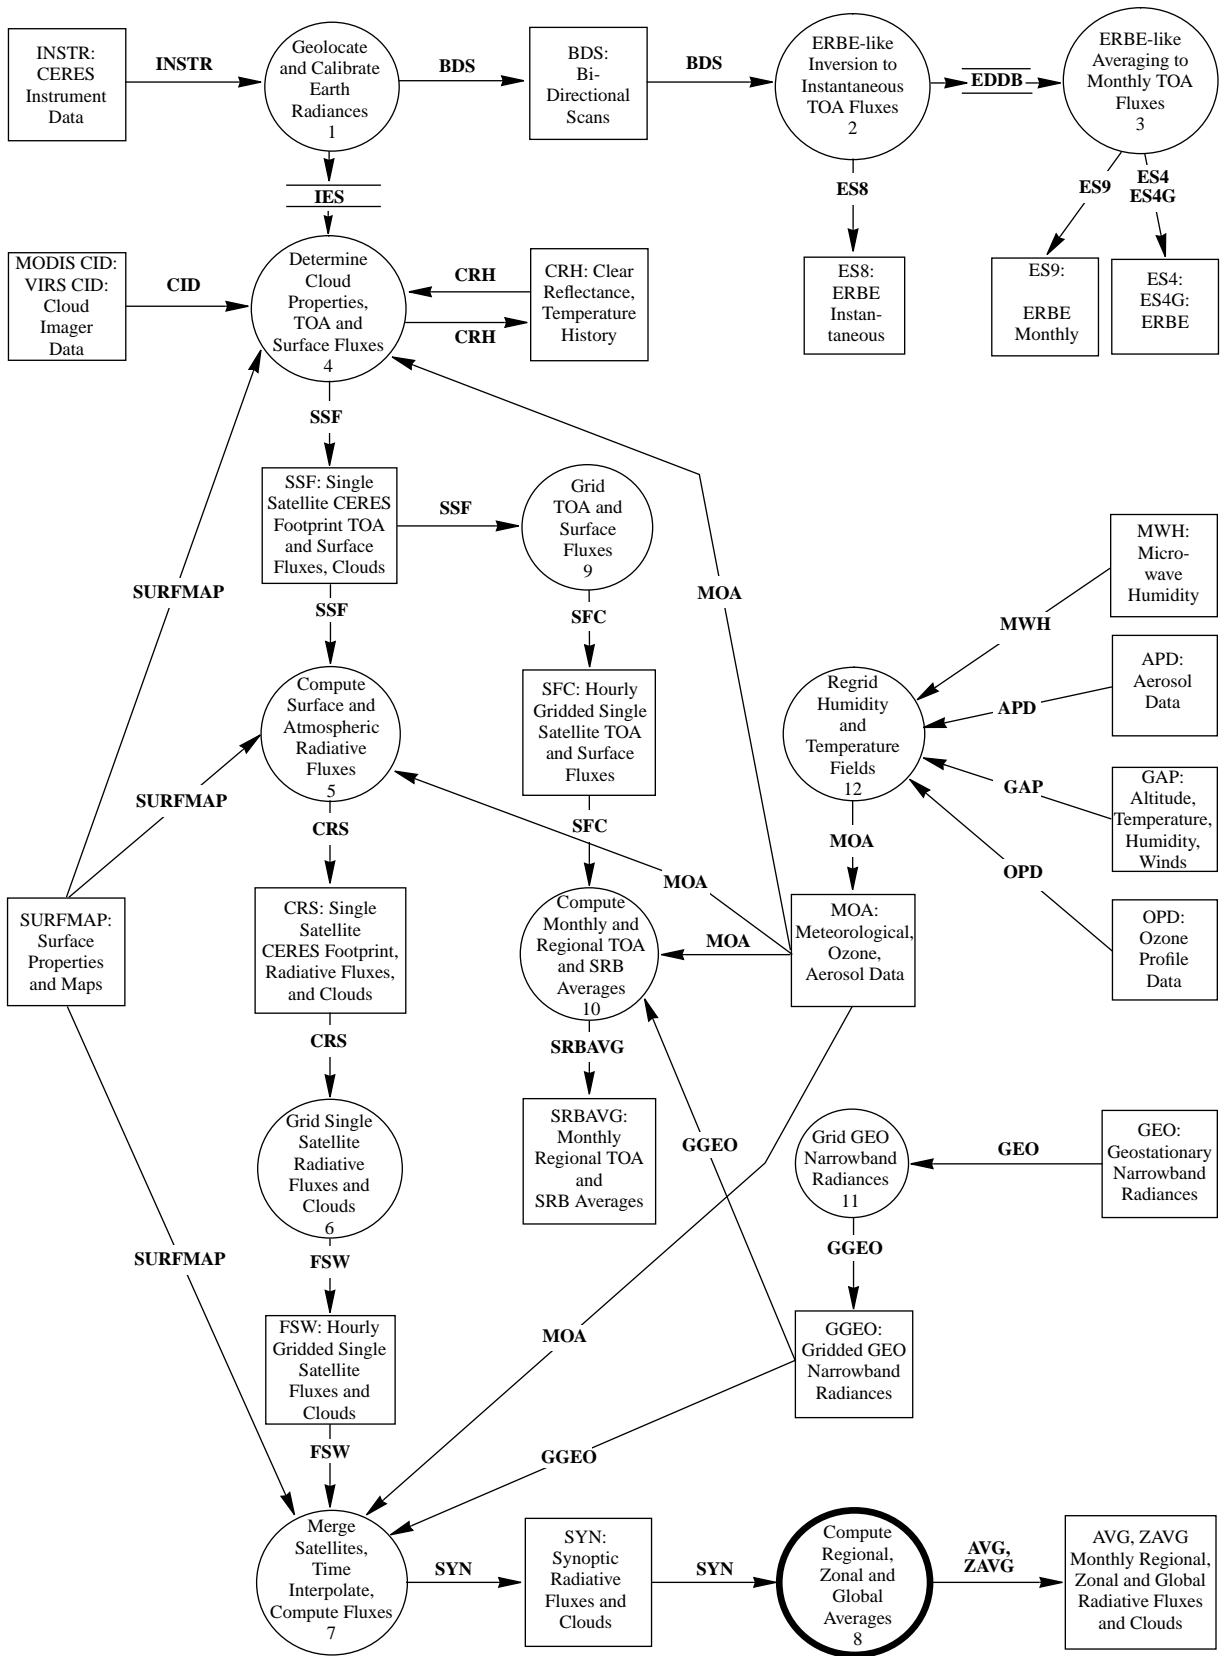 INSTR:
CERES
Instrument
Data
INSTR
Geolocate
and Calibrate
Earth
Radiances
1
BDS
BDS:
Bi-
Directional
Scans
BDS
ERBE-like
Inversion to
Instantaneous
TOA Fluxes
2
EDDB
ERBE-like
Averaging to
Monthly TOA
Fluxes
3
IES
ES8
ES9
ES4
ES4G
MODIS CID:
VIRS CID:
Cloud
Imager
Data
CID
Determine
Cloud
Properties,
TOA and
Surface Fluxes
4
CRH
CRH
CRH: Clear
Reflectance,
Temperature
History
ES8:
ERBE
Instan-
taneous
ES9:
ERBE
Monthly
ES4:
ES4G:
ERBE
SSF
SSF: Single
Satellite CERES
Footprint TOA
and Surface
Fluxes, Clouds
SSF
Grid
TOA and
Surface
Fluxes
9
SURFMAP
SSF
SFC
MOA
MWH
MWH:
Micro-
wave
Humidity
Compute
Surface and
Atmospheric
Radiative
Fluxes
5
SFC: Hourly
Gridded Single
Satellite TOA
and Surface
Fluxes
Regrid
Humidity
and
Temperature
Fields
12
APD
APD:
Aerosol
Data
SURFMAP
GAP
GAP:
Altitude,
Temperature,
Humidity,
Winds
CRS
SFC
MOA
MOA
OPD
SURFMAP:
Surface
Properties
and Maps
CRS: Single
Satellite
CERES Footprint,
Radiative Fluxes,
and Clouds
Compute
Monthly and
Regional TOA
and SRB
Averages
10
MOA
MOA:
Meteorological,
Ozone,
Aerosol Data
OPD:
Ozone
Profile
Data
CRS
SRBAVG
Grid Single
Satellite
Radiative
Fluxes and
Clouds
6
SRBAVG:
Monthly
Regional TOA
and
SRB Averages
GGEO
Grid GEO
Narrowband
Radiances
11
GEO
GEO:
Geostationary
Narrowband
Radiances
SURFMAP
FSW
GGEO
FSW: Hourly
Gridded Single
Satellite
Fluxes and
Clouds
MOA
GGEO:
Gridded GEO
Narrowband
Radiances
FSW
GGEO
Merge
Satellites,
Time
Interpolate,
Compute Fluxes
7
SYN
SYN:
Synoptic
Radiative
Fluxes and
Clouds
SYN
Compute
Regional,
Zonal and
Global
Averages
8
AVG,
ZAVG
AVG, ZAVG
Monthly Regional,
Zonal and Global
Radiative Fluxes
and Clouds